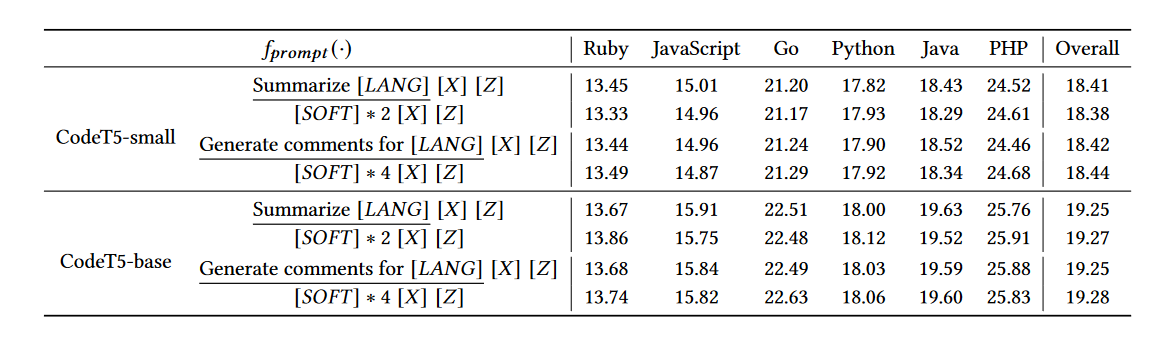 f_prompt(·) Ruby JavaScript Go Python Java PHP Overall
Summarize [LANG] [X] [Z] 13.45 15.01 21.20 17.82 18.43 24.52 18.41
[SOFT] ∗ 2 [X] [Z] 13.33 14.96 21.17 17.93 18.29 24.61 18.38
CodeT5-small
Generate comments for [LANG] [X] [Z] 13.44 14.96 21.24 17.90 18.52 24.46 18.42
[SOFT] ∗ 4 [X] [Z] 13.49 14.87 21.29 17.92 18.34 24.68 18.44
Summarize [LANG] [X] [Z] 13.67 15.91 22.51 18.00 19.63 25.76 19.25
[SOFT] ∗ 2 [X] [Z] 13.86 15.75 22.48 18.12 19.52 25.91 19.27
CodeT5-base
Generate comments for [LANG] [X] [Z] 13.68 15.84 22.49 18.03 19.59 25.88 19.25
[SOFT] ∗ 4 [X] [Z] 13.74 15.82 22.63 18.06 19.60 25.83 19.28